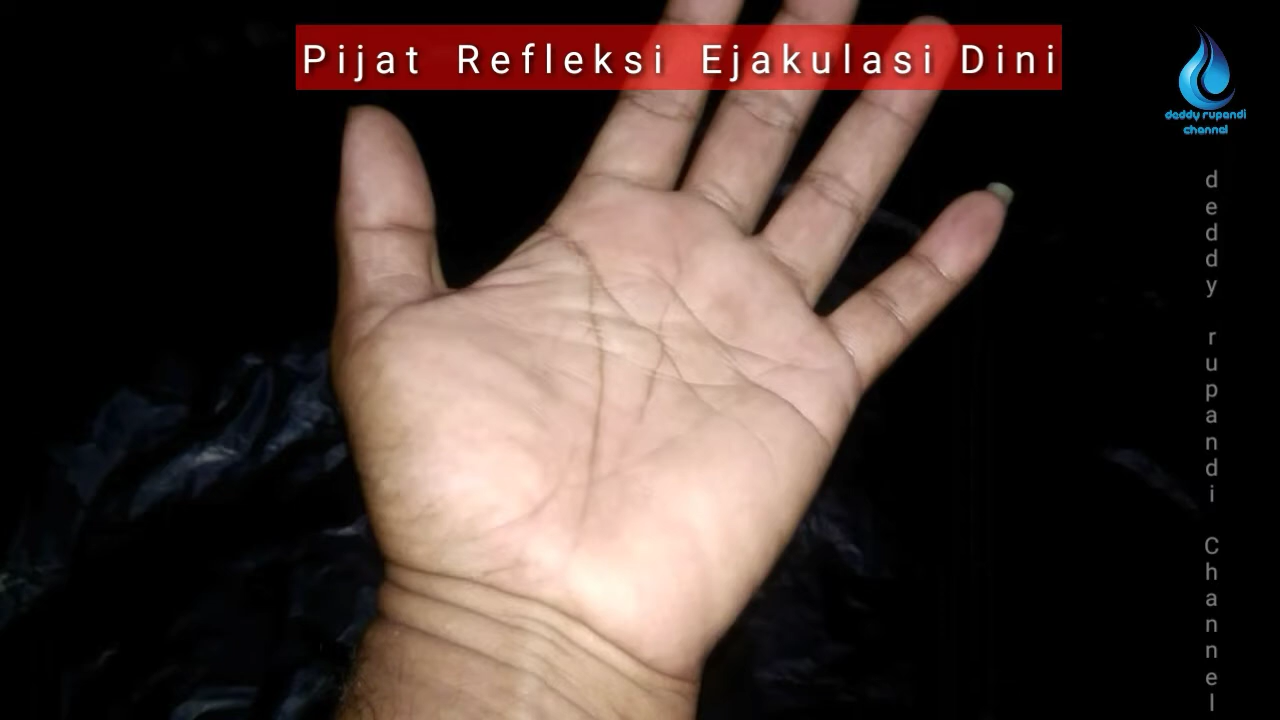 Pijat Refleksi Ejakulasi Dini
deddy rupandi
channel
deddy rupandi Channel